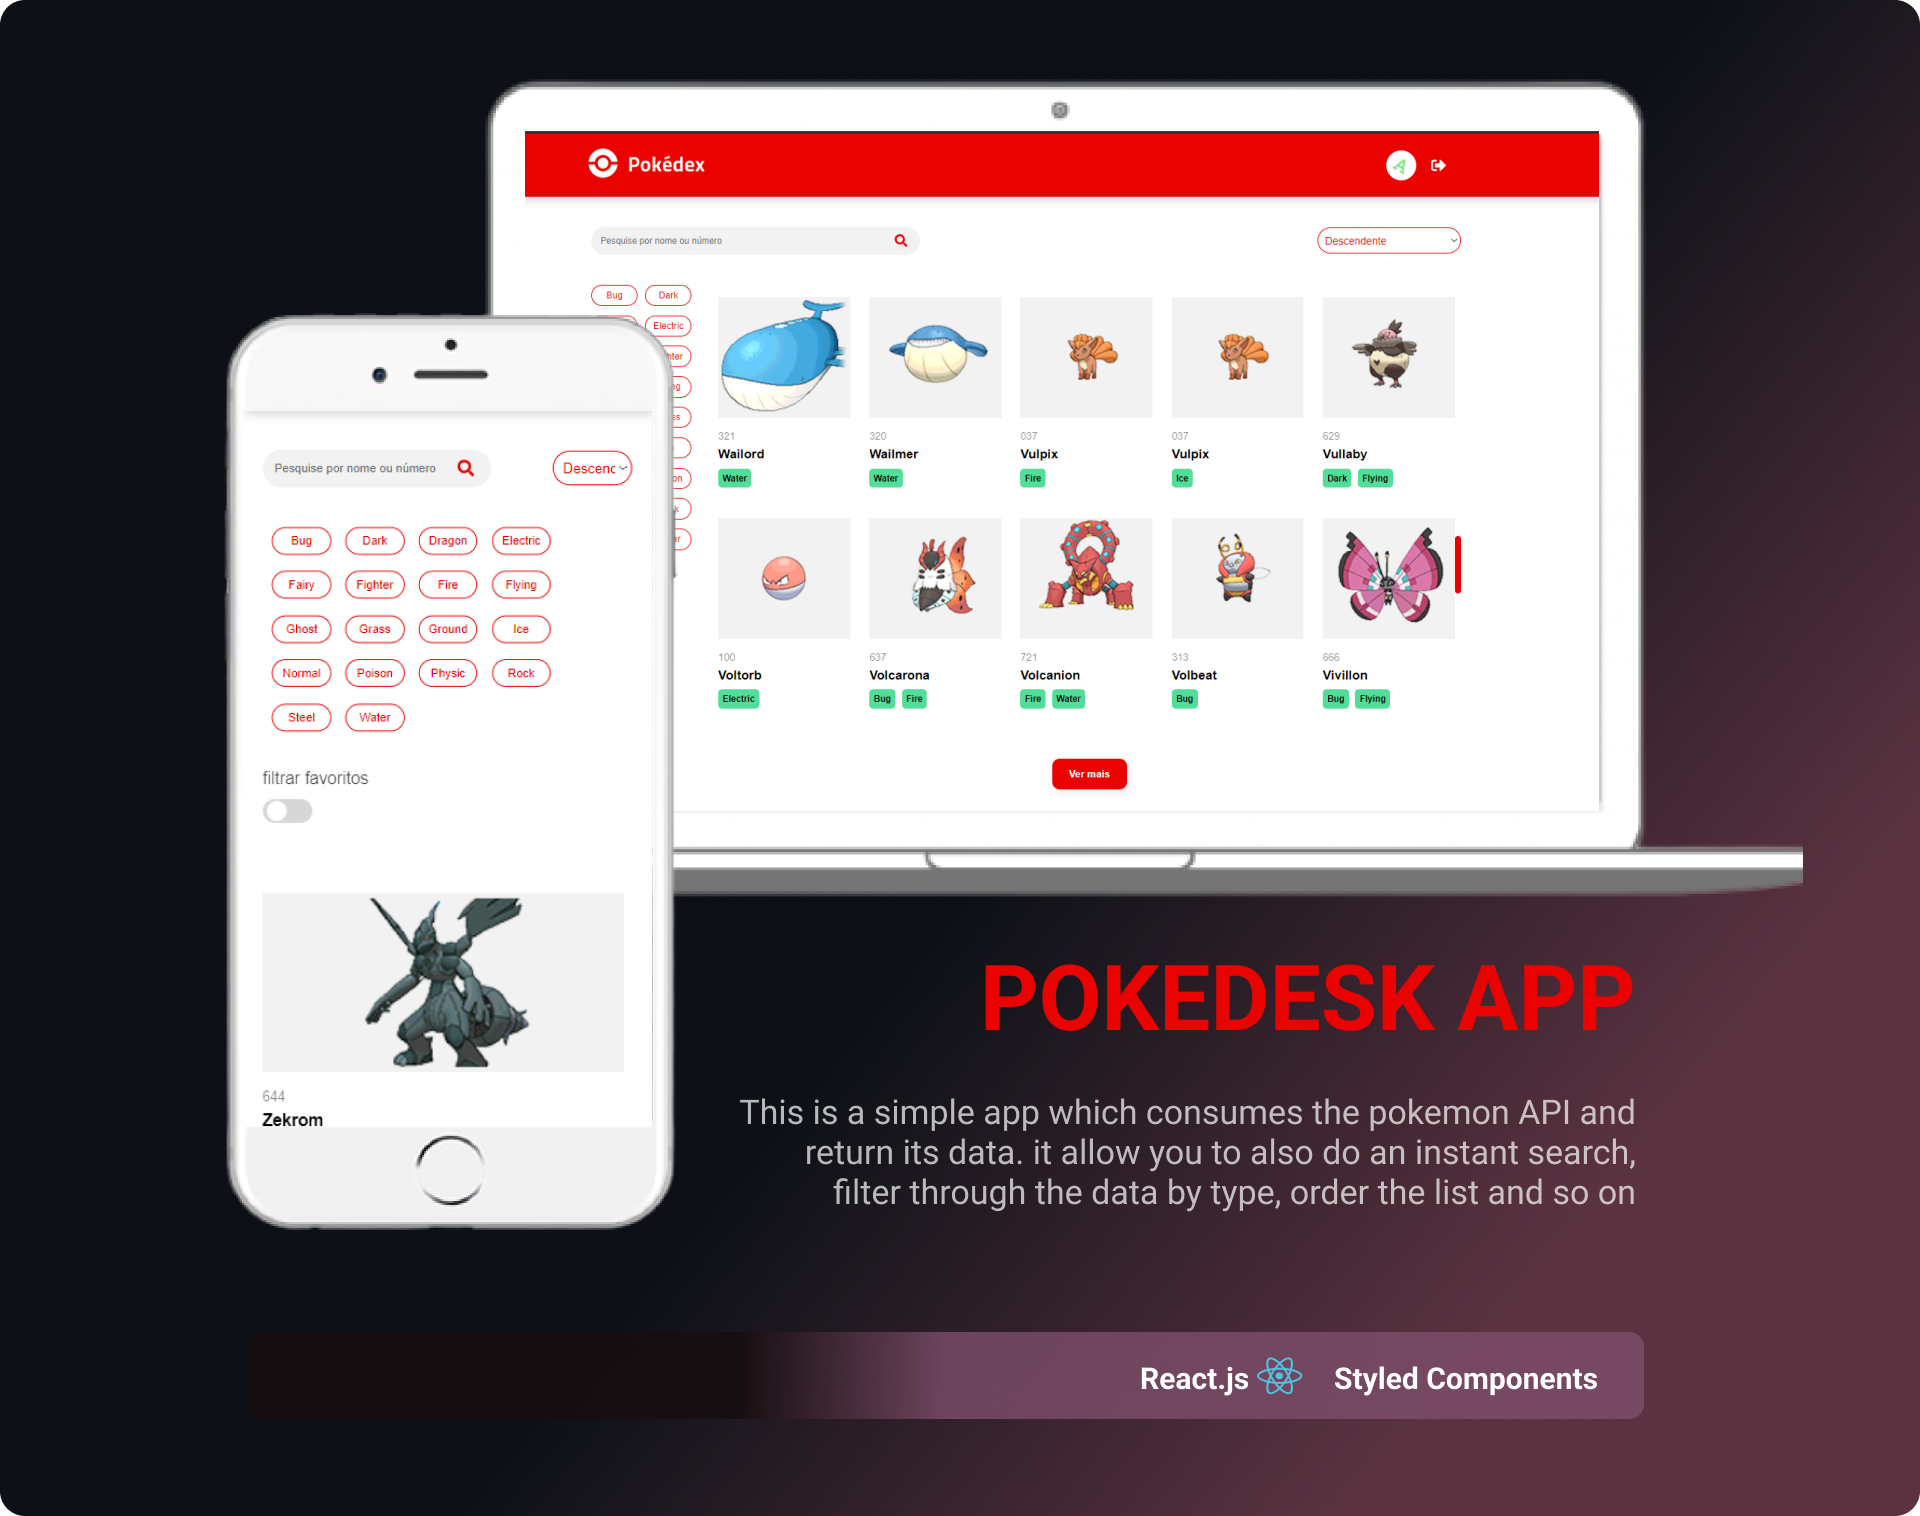 Pokédex
A
Pesquise por nome ou número
Descendente
Bug Dark
Electric
321
Wailord
Water
320
Wailmer
Water
037
Vulpix
Fire
037
Vulpix
Ice
629
Vullaby
Dark Flying
100
Voltorb
Electric
637
Volcarona
Bug Fire
721
Volcanion
Fire Water
313
Volbeat
Bug
666
Vivillon
Bug Flying
Ver mais
Pesquise por nome ou número
Descenc
Bug Dark Dragon Electric
Fairy Fighter Fire Flying
Ghost Grass Ground Ice
Normal Poison Physic Rock
Steel Water
filtrar favoritos
644
Zekrom
POKEDESK APP
This is a simple app which consumes the pokemon API and
return its data. it allow you to also do an instant search,
filter through the data by type, order the list and so on
React.js Styled Components